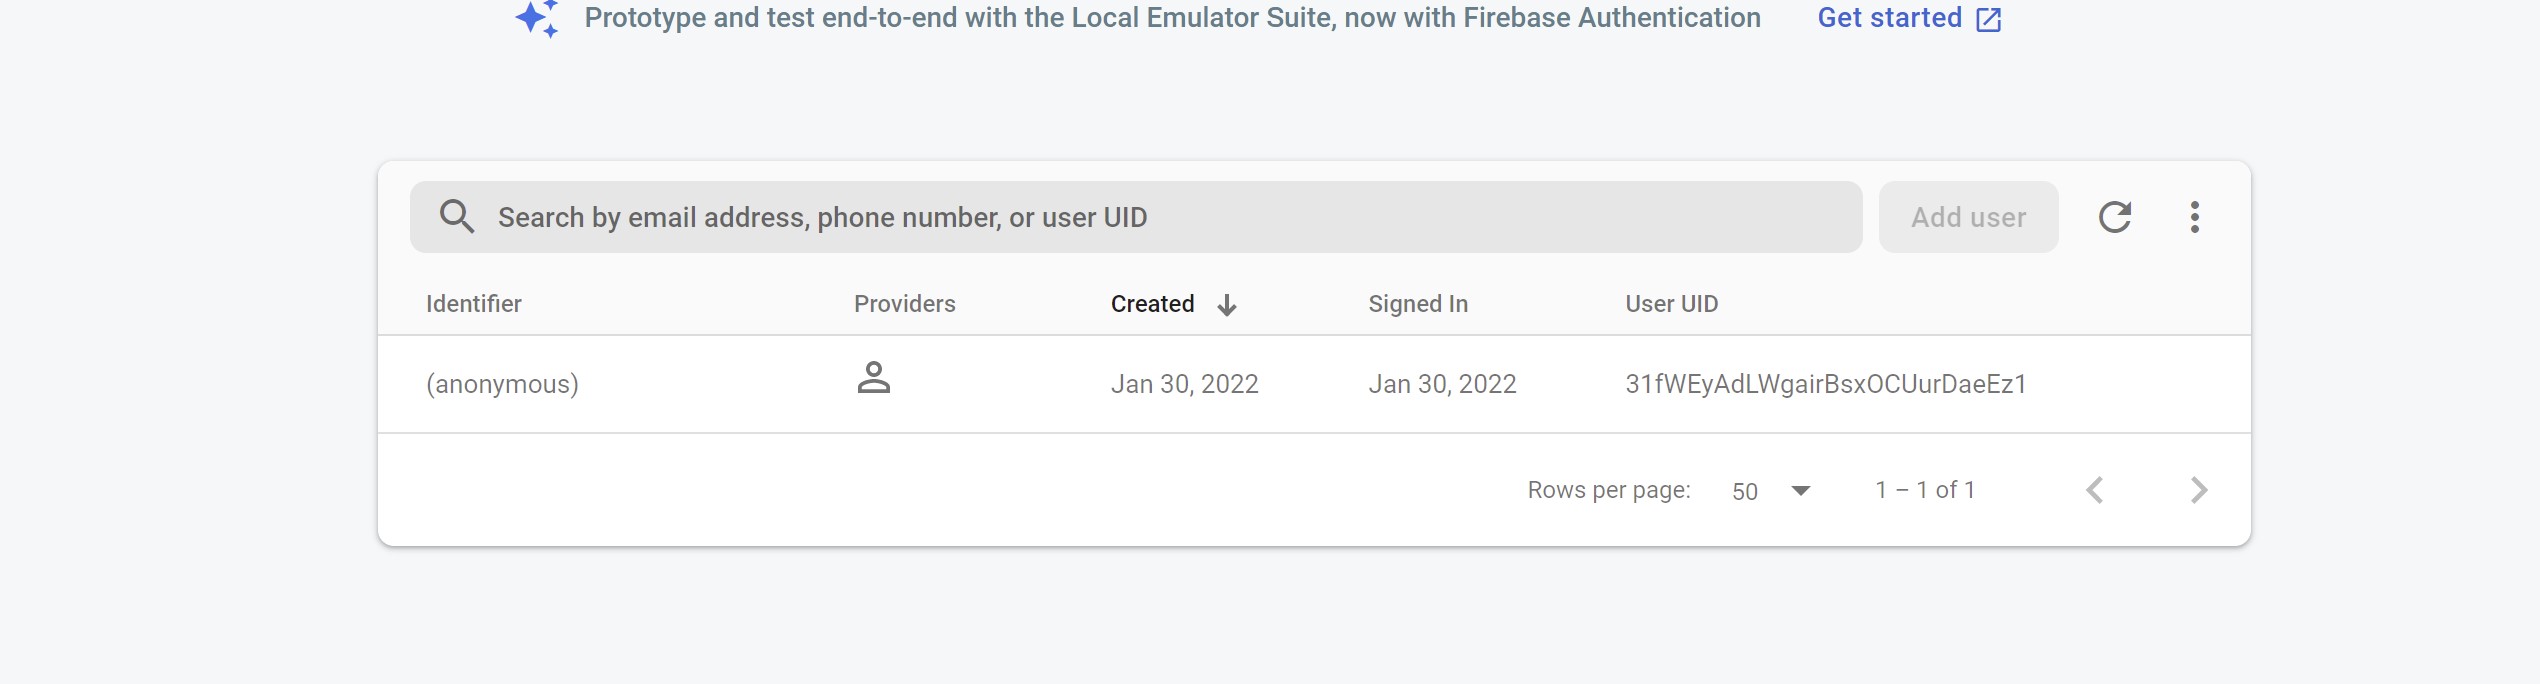 Prototype and test end-to-end with the Local Emulator Suite, now with Firebase Authentication Get started
Search by email address, phone number, or user UID Add user
Identifier Providers Created Signed In User UID
(anonymous) Jan 30, 2022 Jan 30, 2022 31fWEyAdLWgairBsxOCUurDaeEz1
Rows per page: 50 1 – 1 of 1